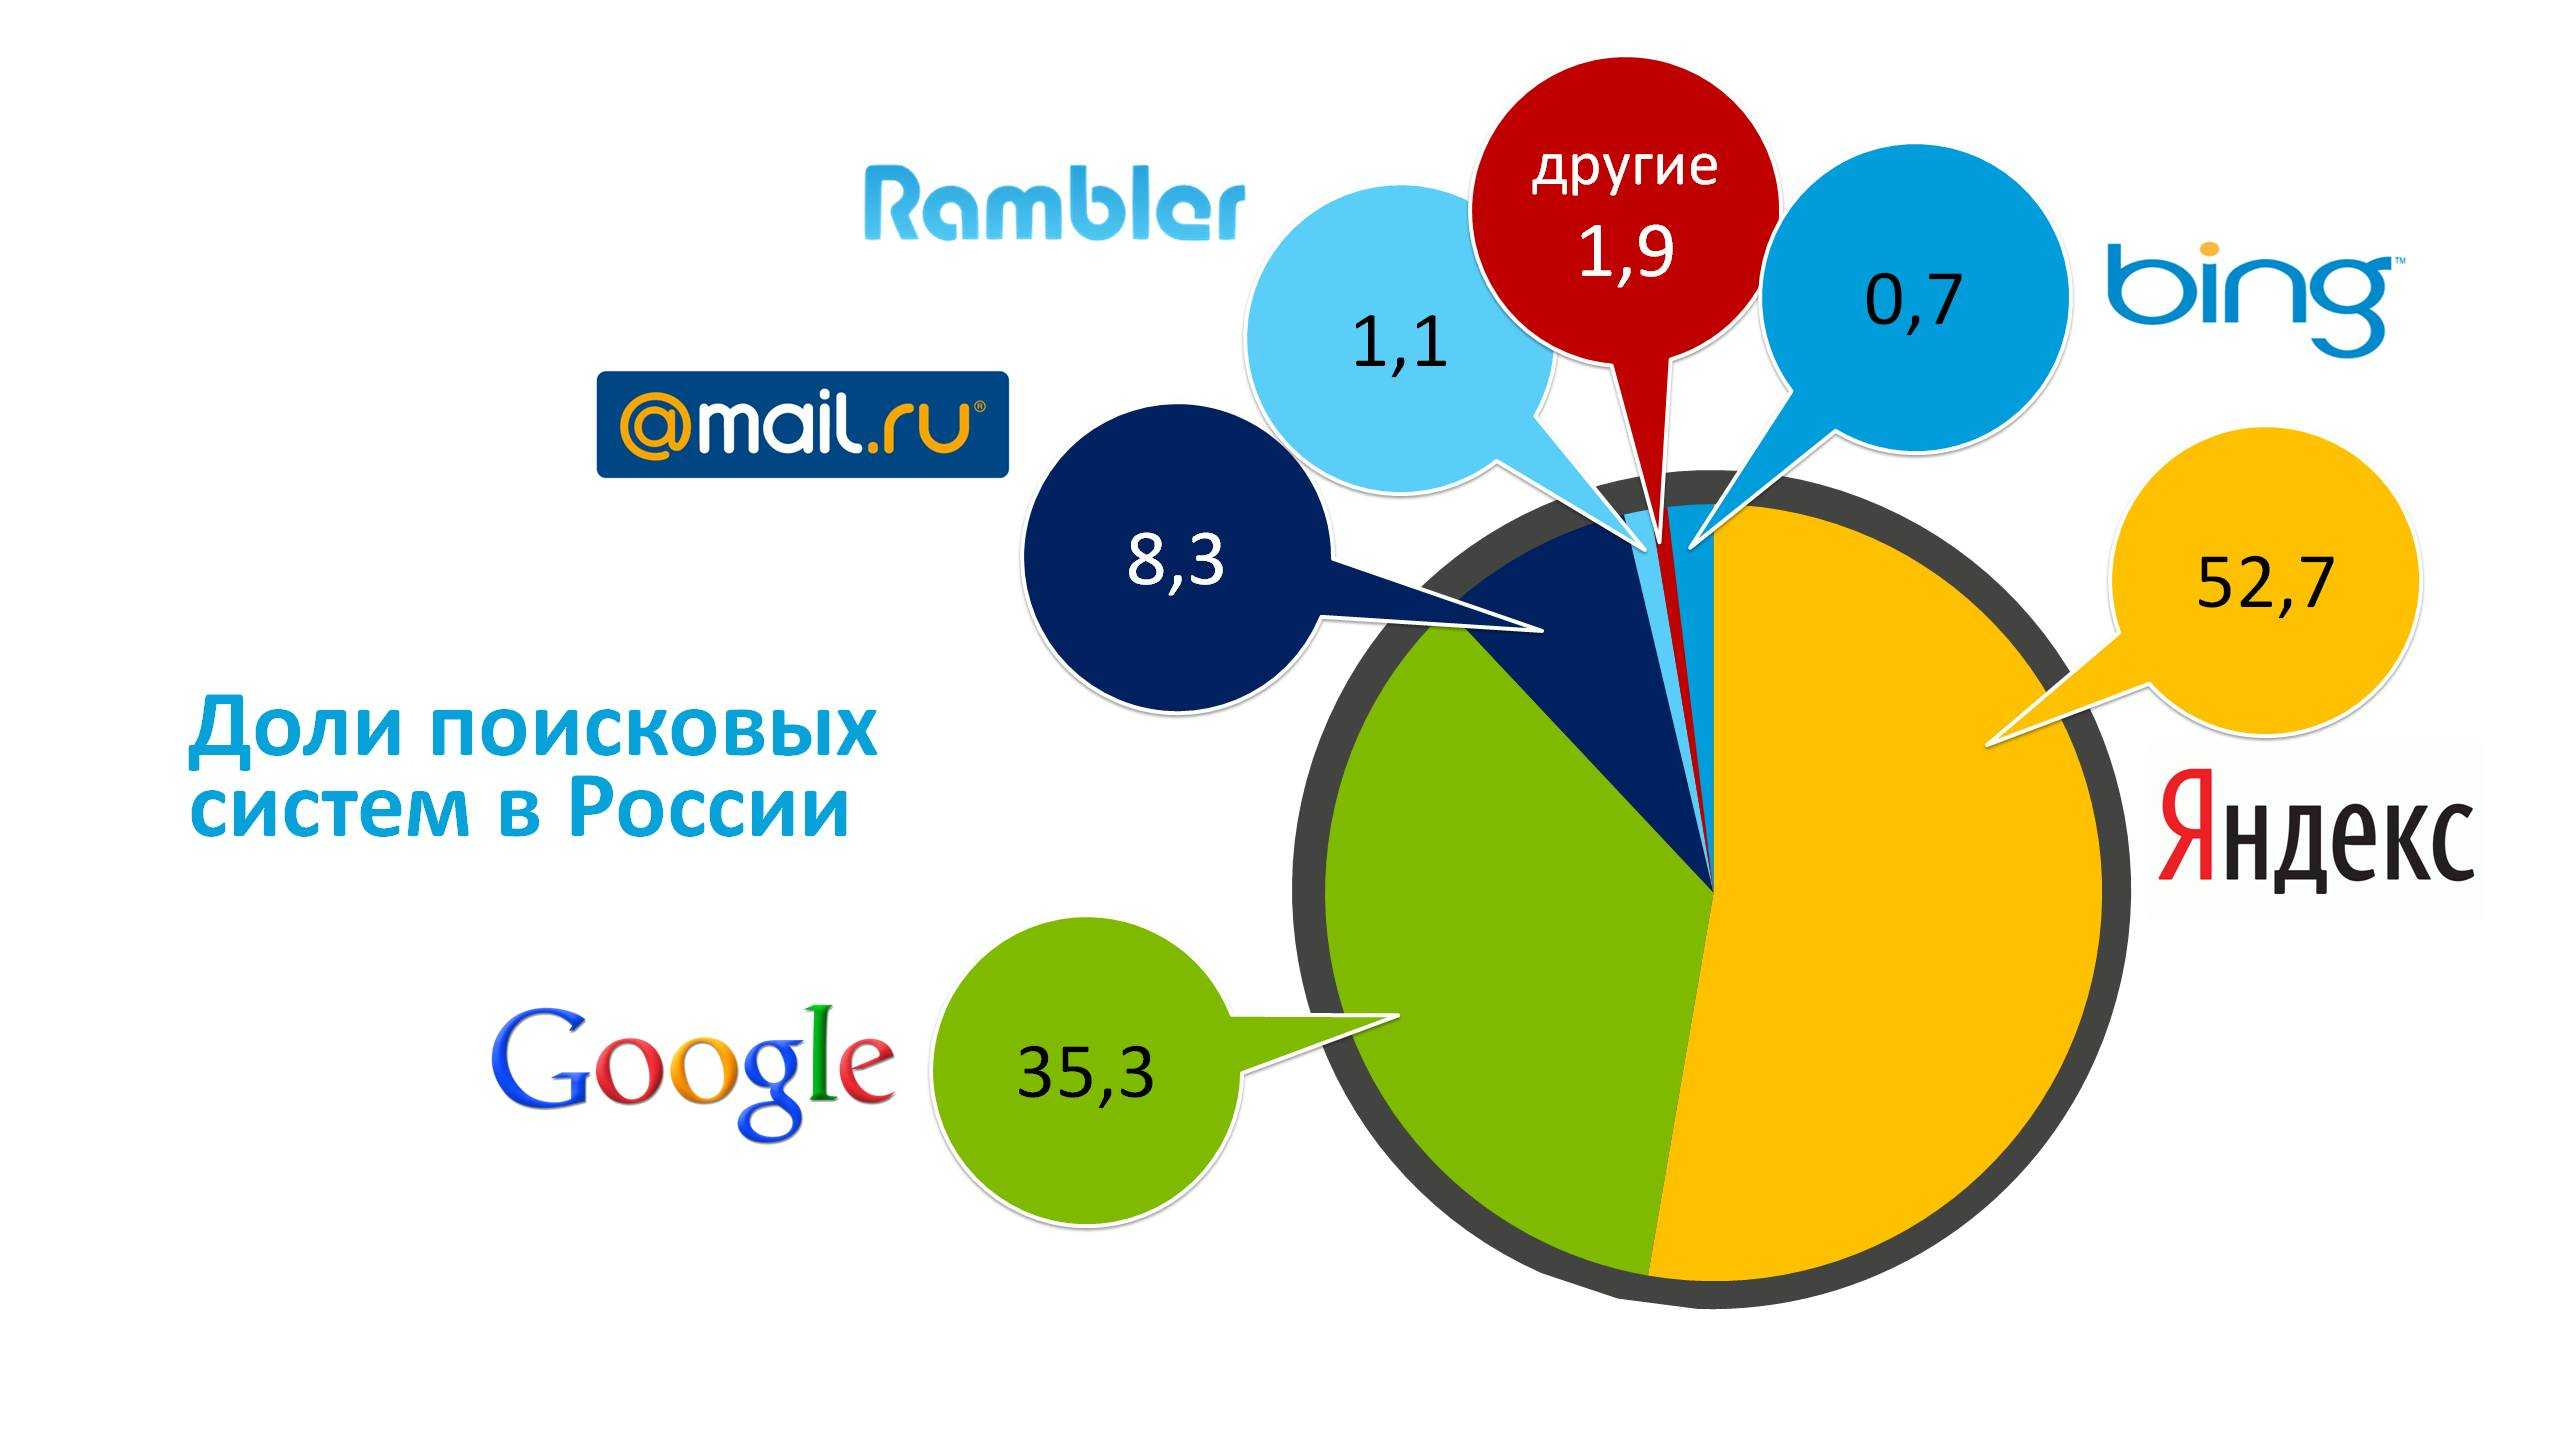 другие
1,9
Rambler
1,1
0,7
bing™
@mail.ru®
8,3
52,7
Доли поисковых
систем в России
Яндекс
Google
35,3